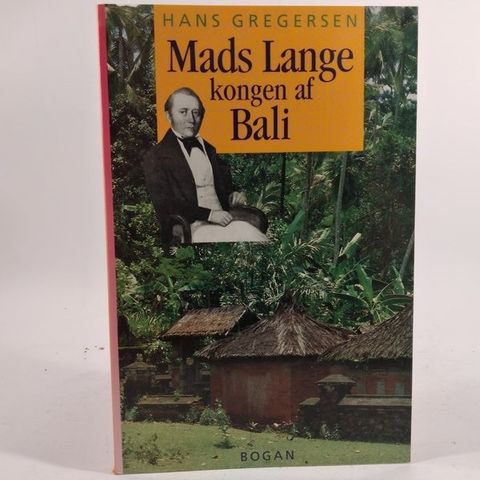 HANS GREGERSEN
Mads Lange
kongen af
Bali
BOGAN